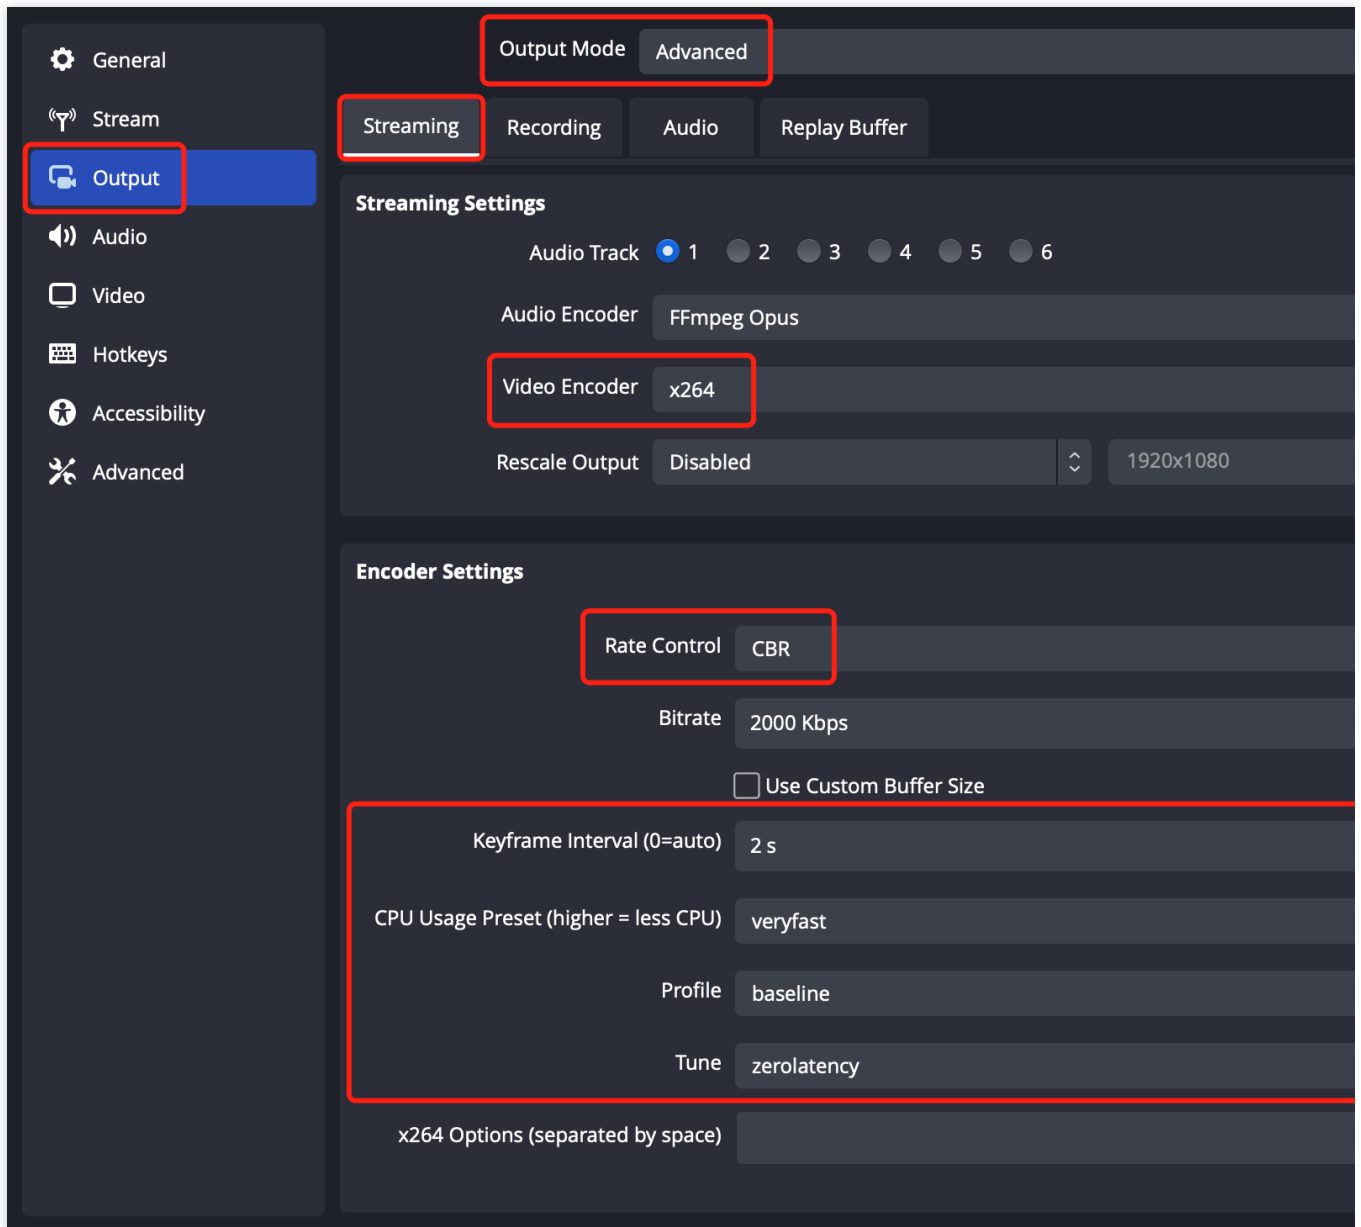 General
Stream
Output
Audio
Video
Hotkeys
Accessibility
Advanced
Output Mode Advanced
Streaming Recording Audio Replay Buffer
Streaming Settings
Audio Track 1 2 3 4 5 6
Audio Encoder FFmpeg Opus
Video Encoder x264
Rescale Output Disabled 1920x1080
Encoder Settings
Rate Control CBR
Bitrate 2000 Kbps
Use Custom Buffer Size
Keyframe Interval (0=auto) 2 s
CPU Usage Preset (higher = less CPU) veryfast
Profile baseline
Tune zerolatency
x264 Options (separated by space)